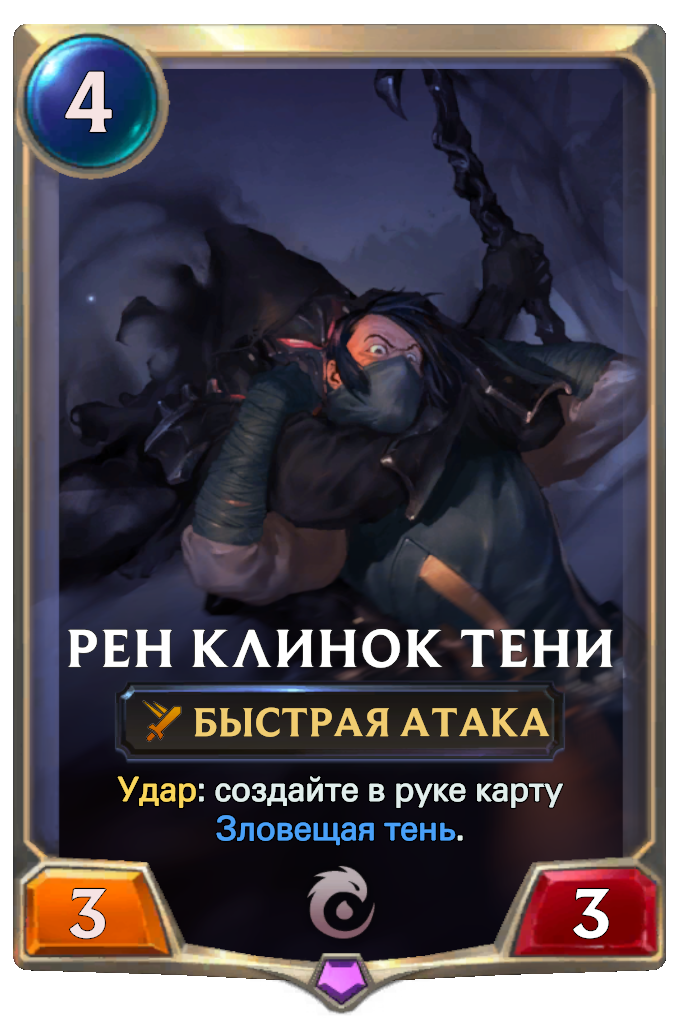 4
РЕН КЛИНОК ТЕНИ
БЫСТРАЯ АТАКА
Удар: создайте в руке карту
Зловещая тень.
3
3